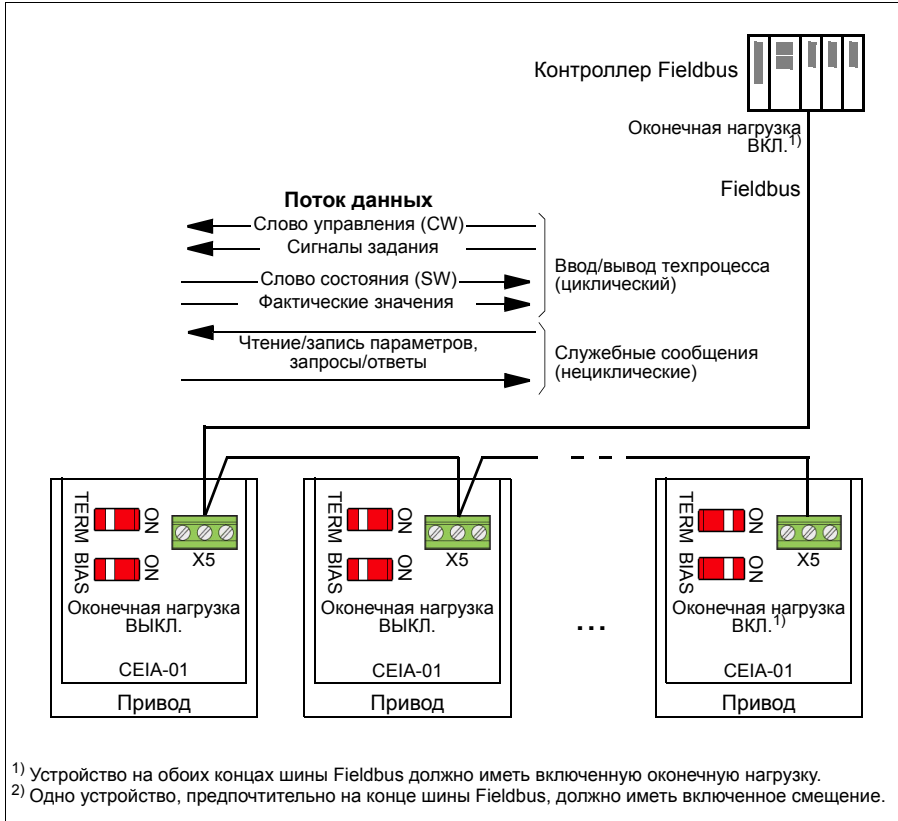 Контроллер Fieldbus
Оконечная нагрузка
ВКЛ.1)
Fieldbus
Поток данных
Слово управления (CW)
Сигналы задания
Слово состояния (SW)
Фактические значения
Ввод/вывод техпроцесса
(циклический)
Чтение/запись параметров,
запросы/ответы
Служебные сообщения
(нециклические)
TERM
ON
BIAS
ON
X5
Оконечная нагрузка
ВЫКЛ.
CEIA-01
Привод
TERM
ON
BIAS
ON
X5
Оконечная нагрузка
ВЫКЛ.
CEIA-01
Привод
...
TERM
ON
BIAS
ON
X5
Оконечная нагрузка
ВКЛ.1)
CEIA-01
Привод
1) Устройство на обоих концах шины Fieldbus должно иметь включенную оконечную нагрузку.
2) Одно устройство, предпочтительно на конце шины Fieldbus, должно иметь включенное смещение.